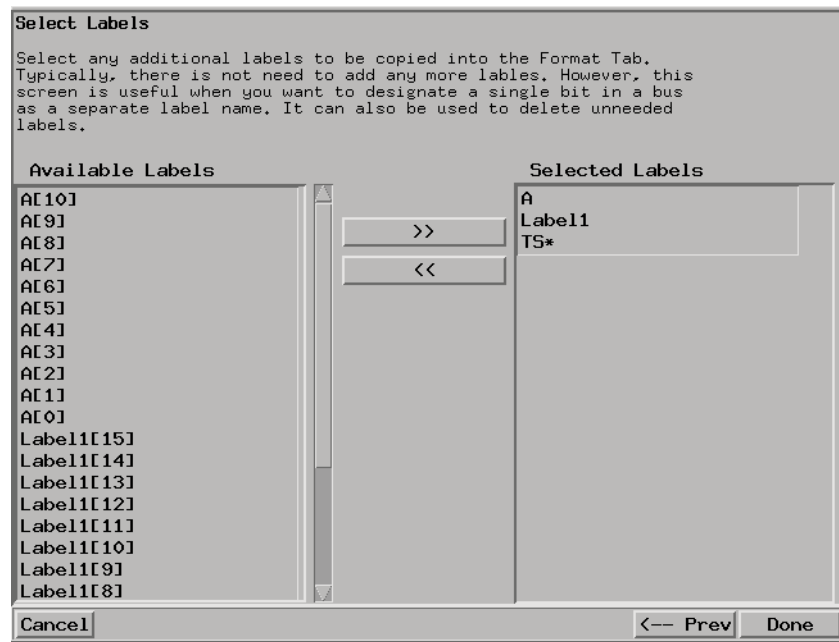 Select Labels
Select any additional labels to be copied into the Format Tab.
Typically, there is not need to add any more lables. However, this
screen is useful when you want to designate a single bit in a bus
as a separate label name. It can also be used to delete unneeded
labels.
Available Labels
A[10]
A[9]
A[8]
A[7]
A[6]
A[5]
A[4]
A[3]
A[2]
A[1]
A[0]
Label1[15]
Label1[14]
Label1[13]
Label1[12]
Label1[11]
Label1[10]
Label1[9]
Label1[8]
>>
<<
Selected Labels
A
Label1
TS*
Cancel
<-- Prev
Done